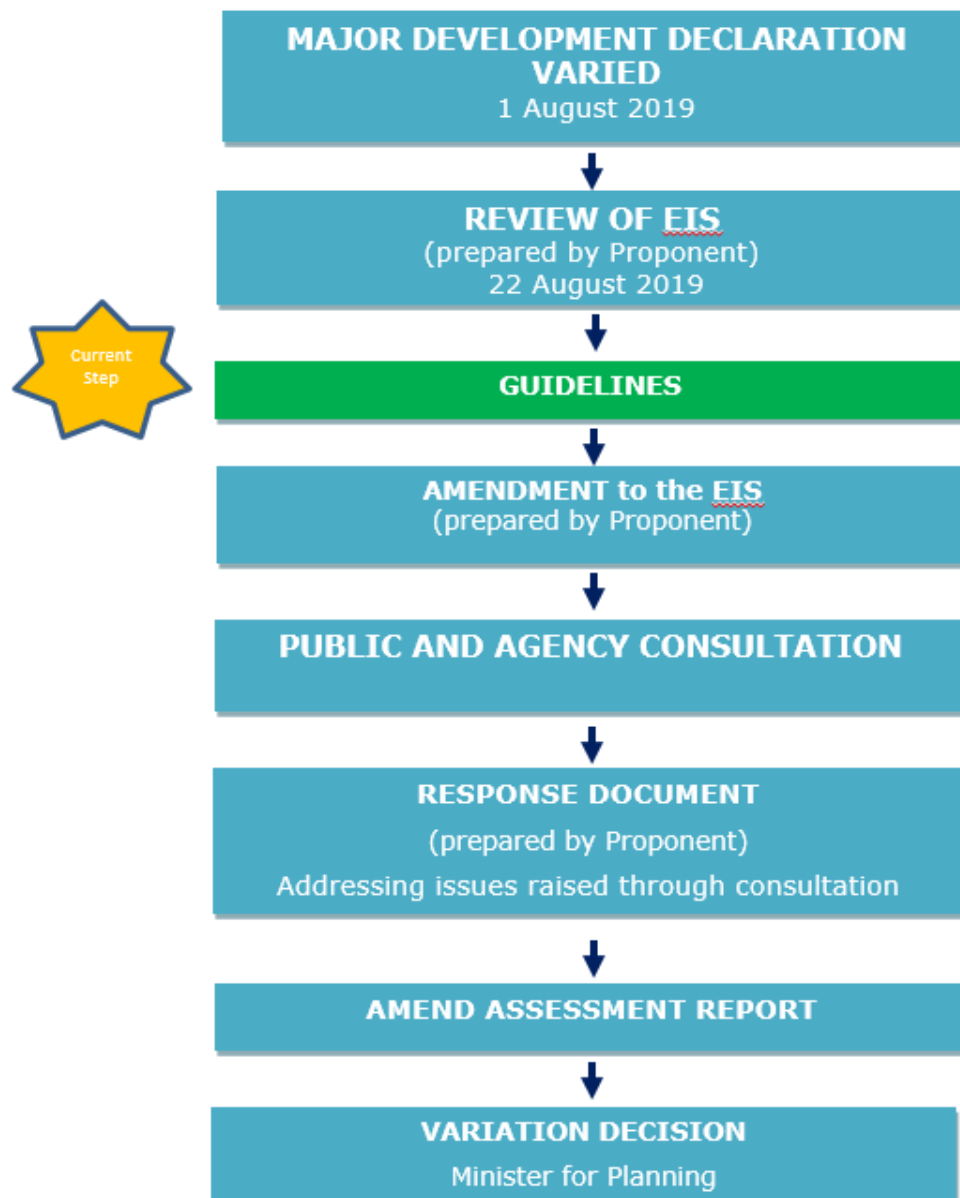 MAJOR DEVELOPMENT DECLARATION
VARIED
1 August 2019
REVIEW OF EIS
(prepared by Proponent)
22 August 2019
Current
Step
GUIDELINES
AMENDMENT to the EIS
(prepared by Proponent)
PUBLIC AND AGENCY CONSULTATION
RESPONSE DOCUMENT
(prepared by Proponent)
Addressing issues raised through consultation
AMEND ASSESSMENT REPORT
VARIATION DECISION
Minister for Planning